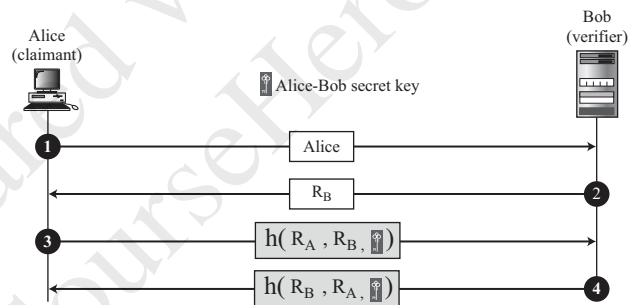 Alice
(claimant)
Bob
(verifier)
Alice-Bob secret key
1
Alice
R_B
2
3
h( R_A , R_B, )
h( R_B , R_A, )
4